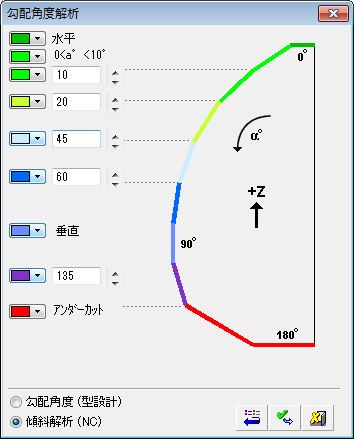 勾配角度解析
水平
0<a°<10°
10
20
45
60
垂直
135
アンダーカット
0°
α°
+Z
90°
180°
勾配角度 (型設計)
傾斜解析 (NC)